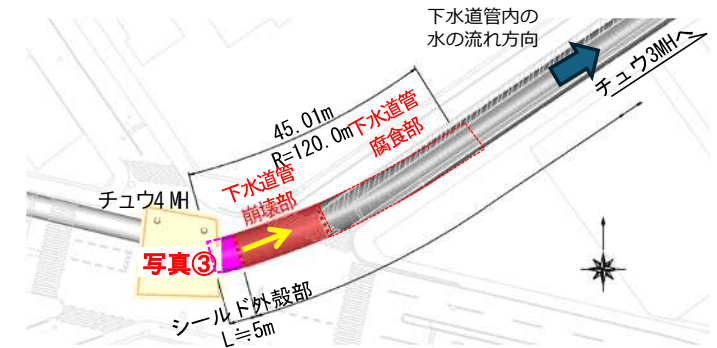 下水道管内の
水の流れ方向
チュウ3MHへ
45.01m
R=120.0m
下水道管
腐食部
下水道管
崩壊部
チュウ4 MH
写真③
シールド外殻部
L≒5m